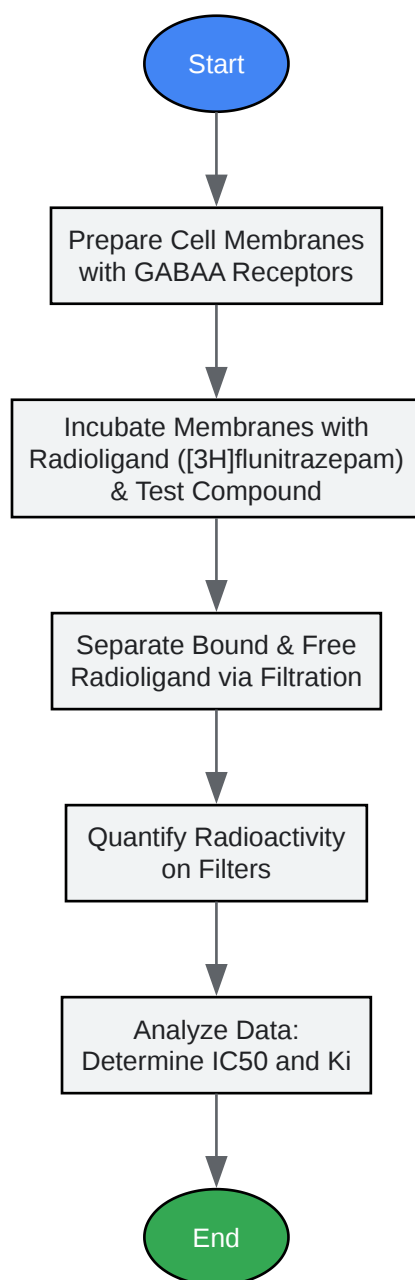 Start
Prepare Cell Membranes
with GABAA Receptors
Incubate Membranes with
Radioligand ([3H]flunitrazepam)
& Test Compound
Separate Bound & Free
Radioligand via Filtration
Quantify Radioactivity
on Filters
Analyze Data:
Determine IC50 and Ki
End